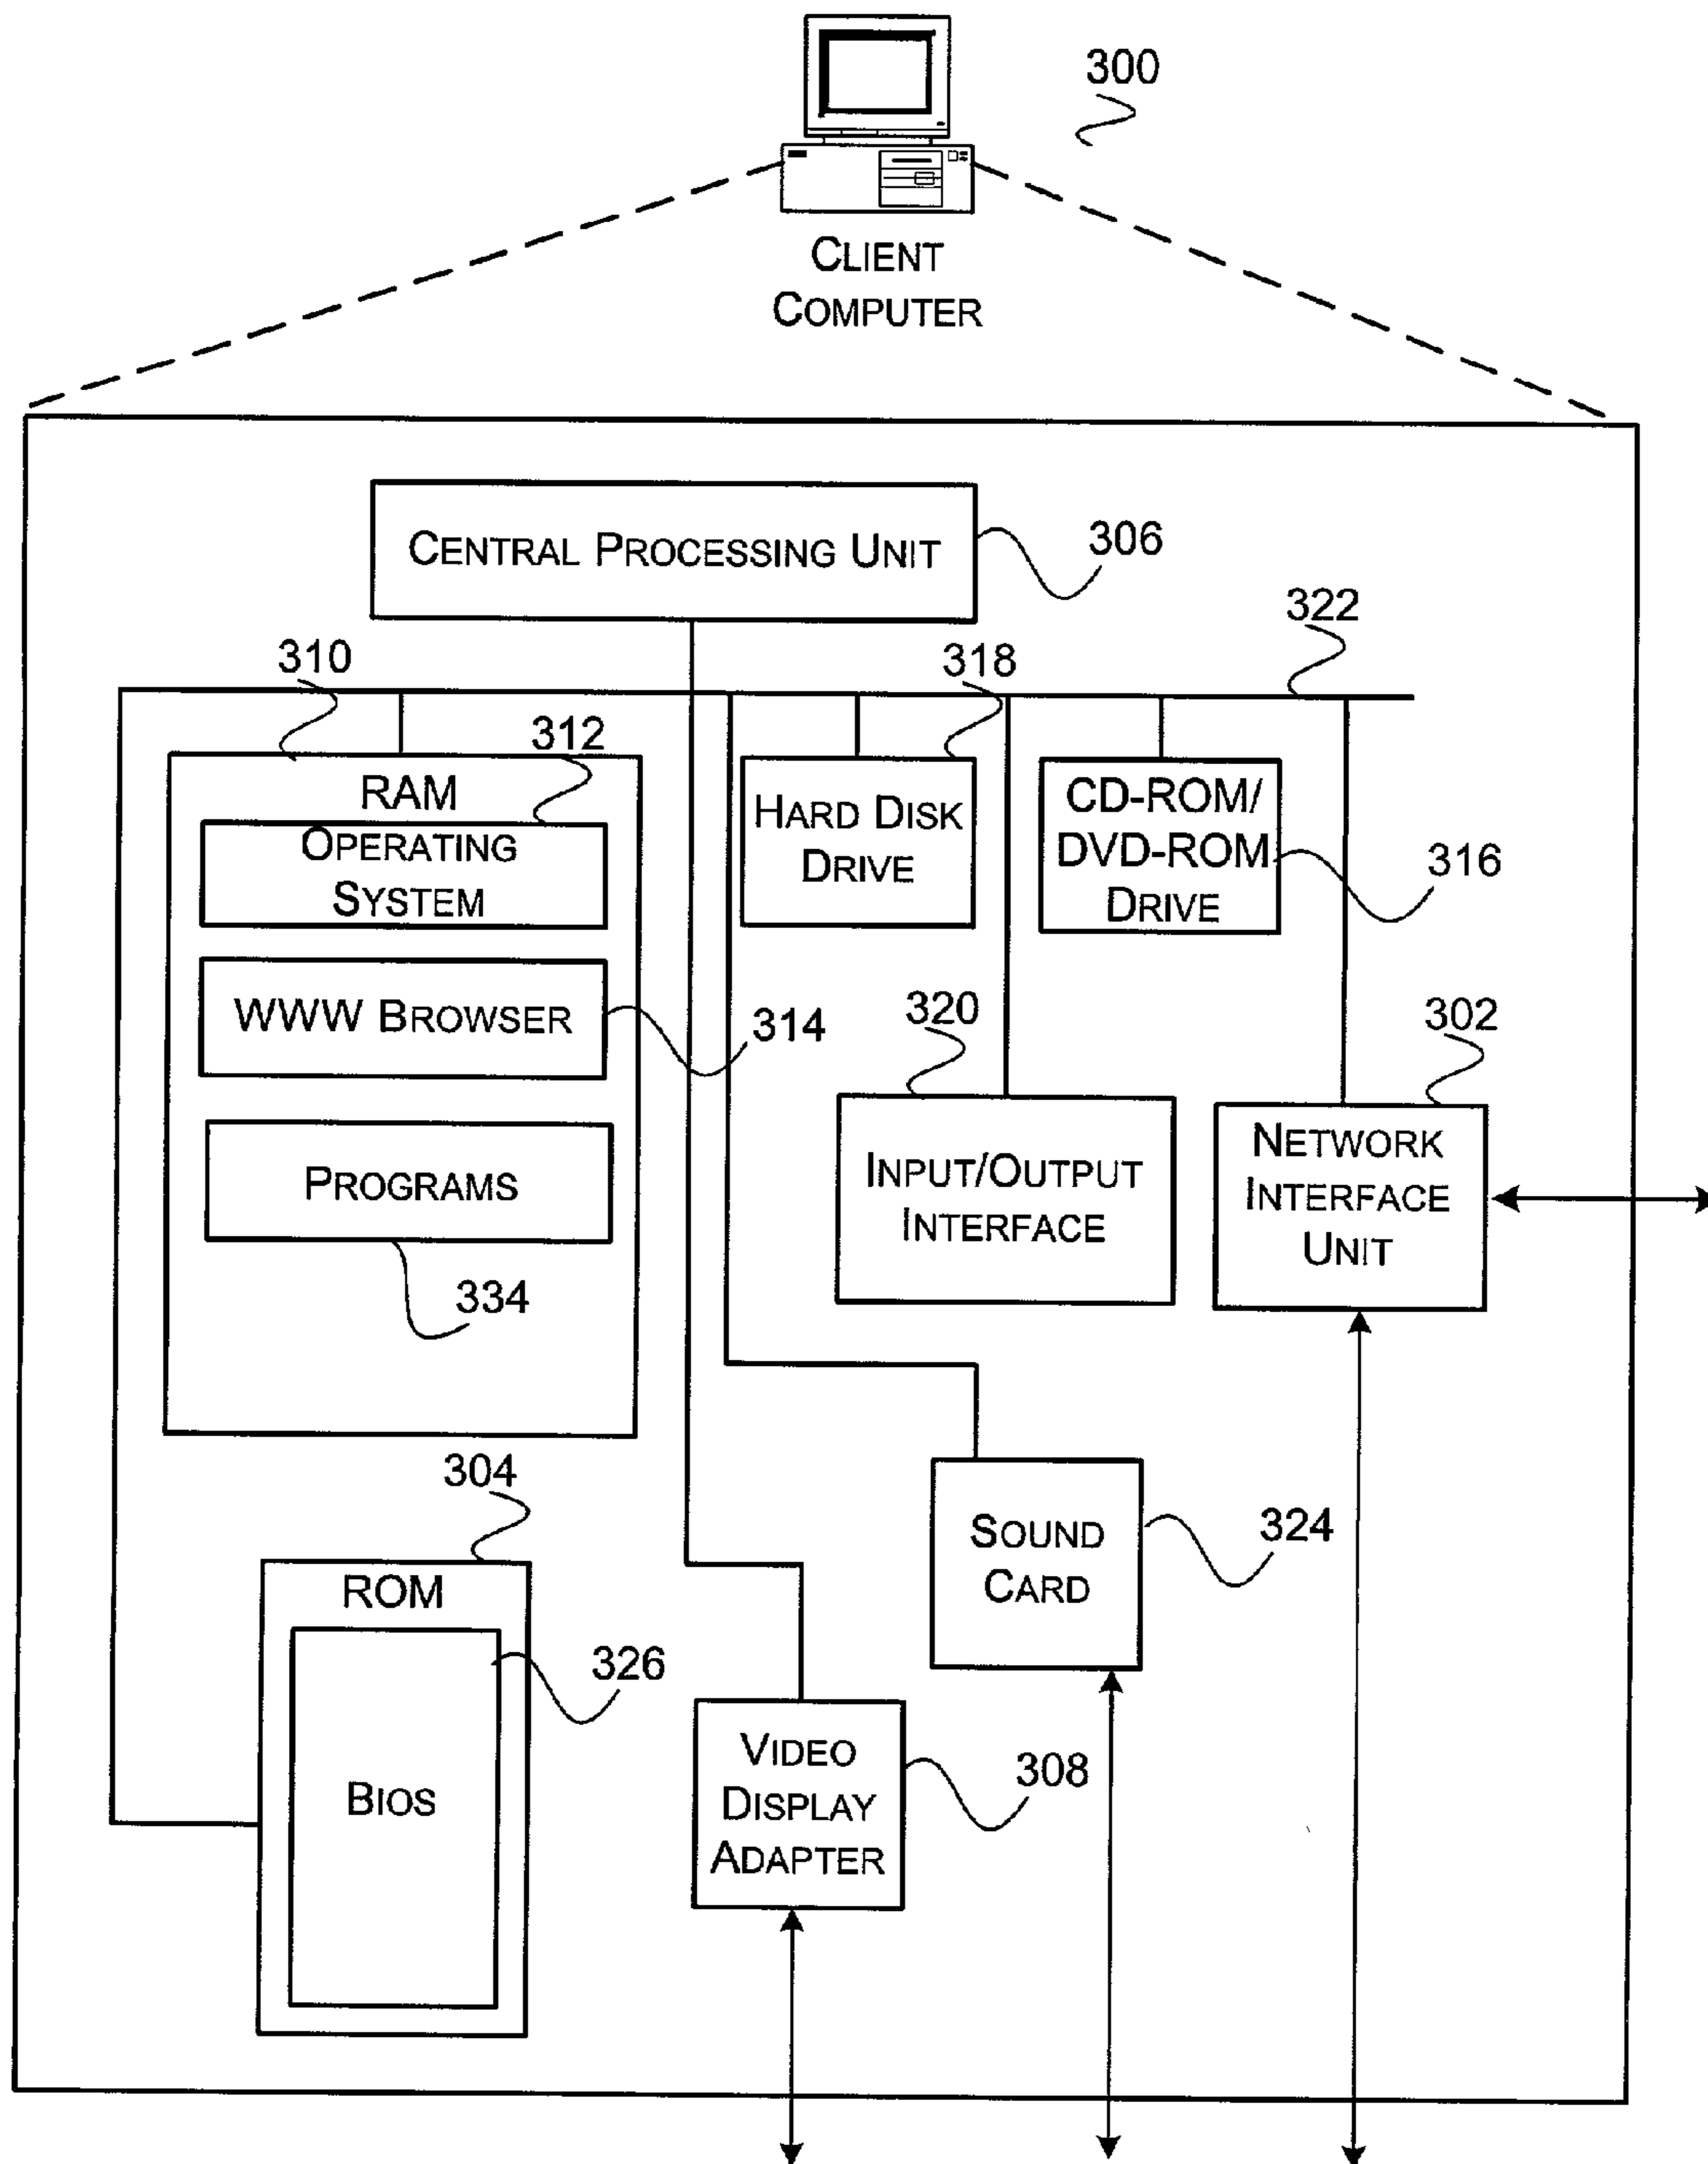 300
CLIENT
COMPUTER
CENTRAL PROCESSING UNIT
306
322
310
318
312
RAM
OPERATING
SYSTEM
HARD DISK
DRIVE
CD-ROM/
DVD-ROM
DRIVE
316
WWW BROWSER
314
320
302
PROGRAMS
334
INPUT/OUTPUT
INTERFACE
NETWORK
INTERFACE
UNIT
304
ROM
326
BIOS
SOUND
CARD
324
VIDEO
DISPLAY
ADAPTER
308